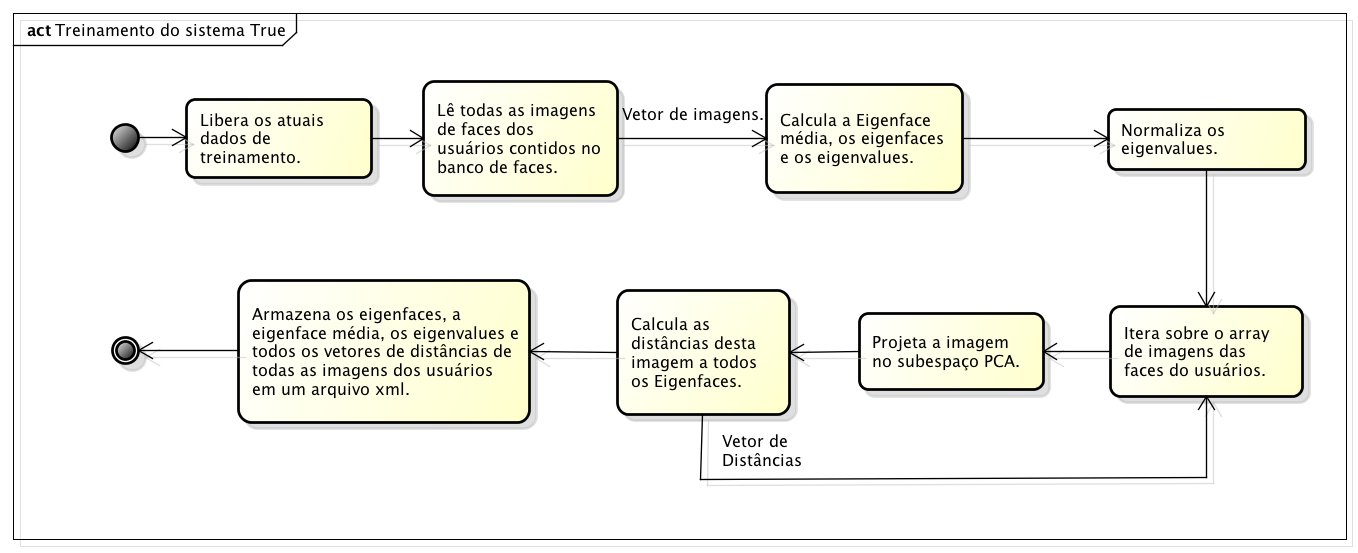 act Treinamento do sistema True
Libera os atuais
dados de
treinamento.
Lê todas as imagens
de faces dos
usuários contidos no
banco de faces.
Vetor de imagens.
Calcula a Eigenface
média, os eigenfaces
e os eigenvalues.
Normaliza os
eigenvalues.
Itera sobre o array
de imagens das
faces do usuários.
Projeta a imagem
no subespaço PCA.
Calcula as
distâncias desta
imagem a todos
os Eigenfaces.
Vetor de
Distâncias
Armazena os eigenfaces, a
eigenface média, os eigenvalues e
todos os vetores de distâncias de
todas as imagens dos usuários
em um arquivo xml.